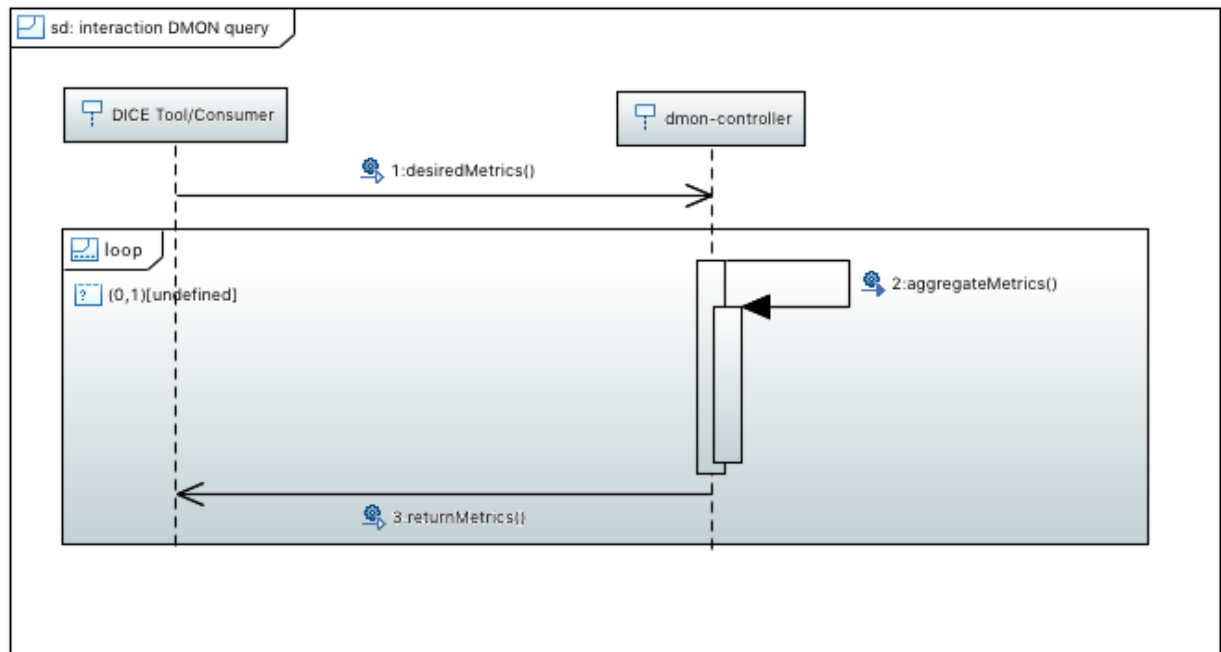 sd: interaction DMON query
DICE Tool/Consumer
dmon-controller
1:desiredMetrics()
loop
(0,1)[undefined]
2:aggregateMetrics()
3:returnMetrics()